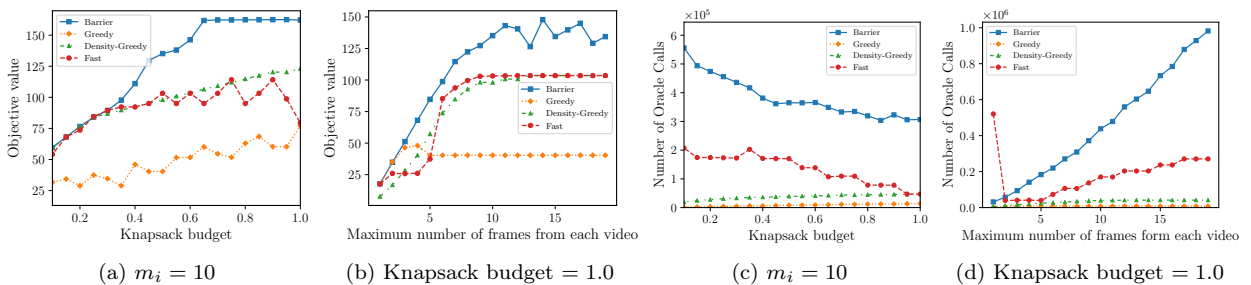 Objective value
150
125
100
75
50
25
Barrier
Greedy
Density-Greedy
Fast
0.2 0.4 0.6 0.8 1.0
Knapsack budget
(a) m_i = 10
Objective value
150
125
100
75
50
25
Barrier
Greedy
Density-Greedy
Fast
5 10 15
Maximum number of frames from each video
(b) Knapsack budget = 1.0
×10^5
Number of Oracle Calls
6
5
4
3
2
1
0
Barrier
Greedy
Density-Greedy
Fast
0.2 0.4 0.6 0.8 1.0
Knapsack budget
(c) m_i = 10
×10^6
Number of Oracle Calls
1.0
0.8
0.6
0.4
0.2
0.0
Barrier
Greedy
Density-Greedy
Fast
5 10 15
Maximum number of frames form each video
(d) Knapsack budget = 1.0